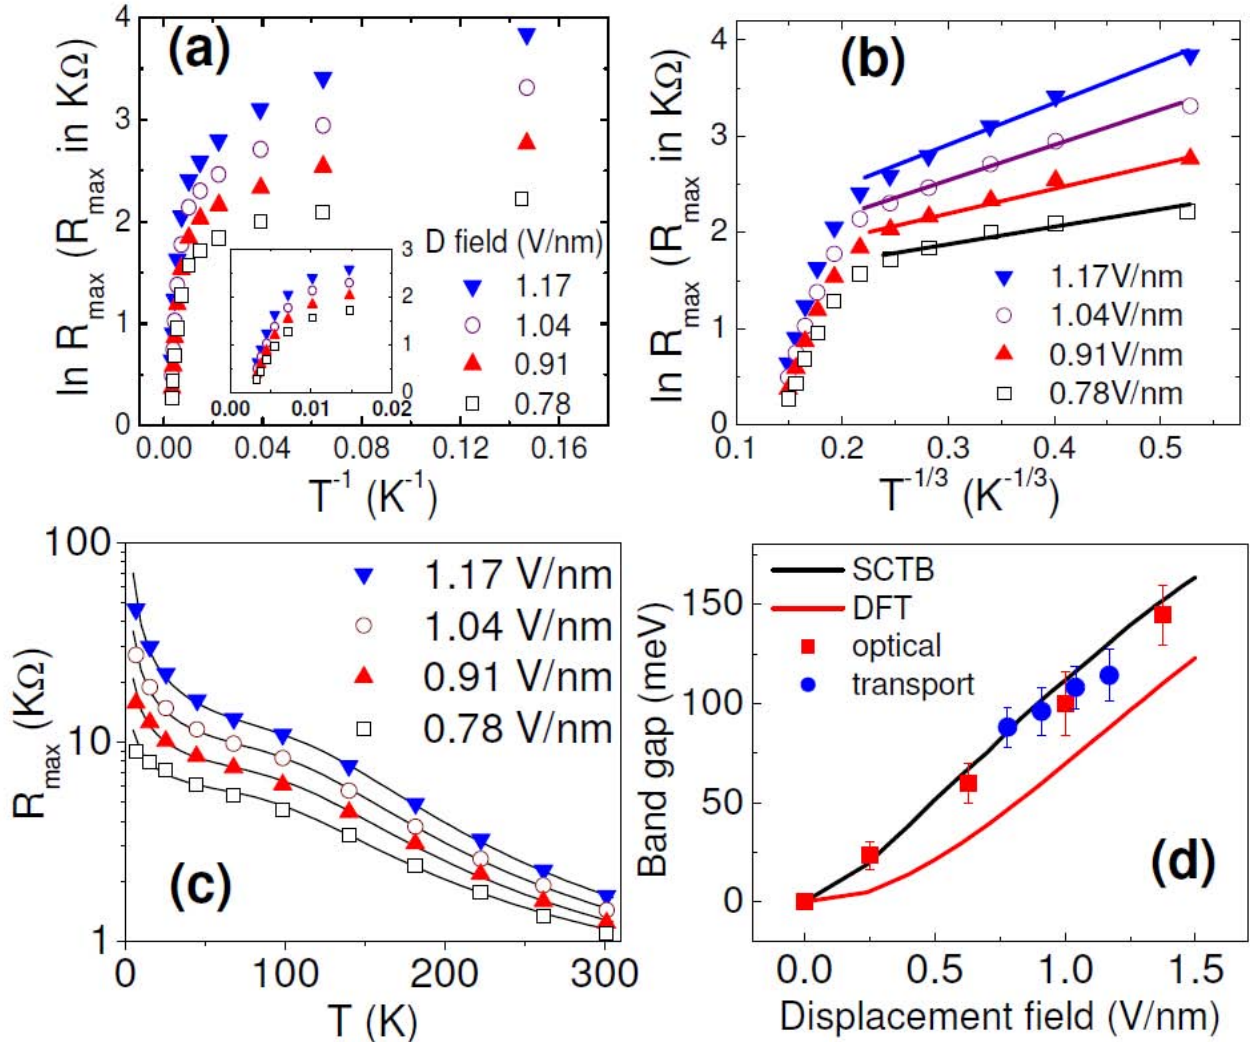 (a)
ln R_max (R_max in KΩ)
4
3
2
1
0
0.00 0.04 0.08 0.12 0.16
T^-1 (K^-1)
D field (V/nm)
1.17
1.04
0.91
0.78
3
2
1
0
0.00 0.01 0.02
(b)
ln R_max (R_max in KΩ)
4
3
2
1
0
0.1 0.2 0.3 0.4 0.5
T^-1/3 (K^-1/3)
1.17V/nm
1.04V/nm
0.91V/nm
0.78V/nm
(c)
R_max (KΩ)
100
10
1
0 100 200 300
T (K)
1.17 V/nm
1.04 V/nm
0.91 V/nm
0.78 V/nm
(d)
Band gap (meV)
150
100
50
0
0.0 0.5 1.0 1.5
Displacement field (V/nm)
SCTB
DFT
optical
transport